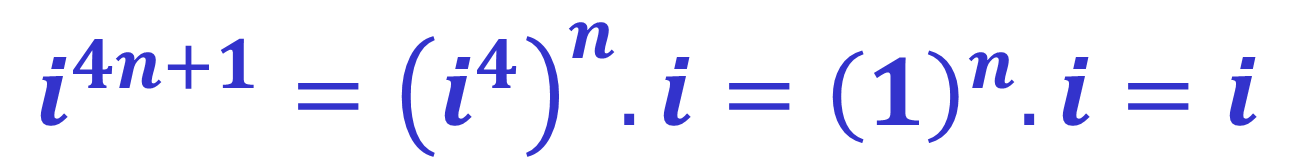 i^{4n+1} = (i^4)^n . i = (1)^n . i = i